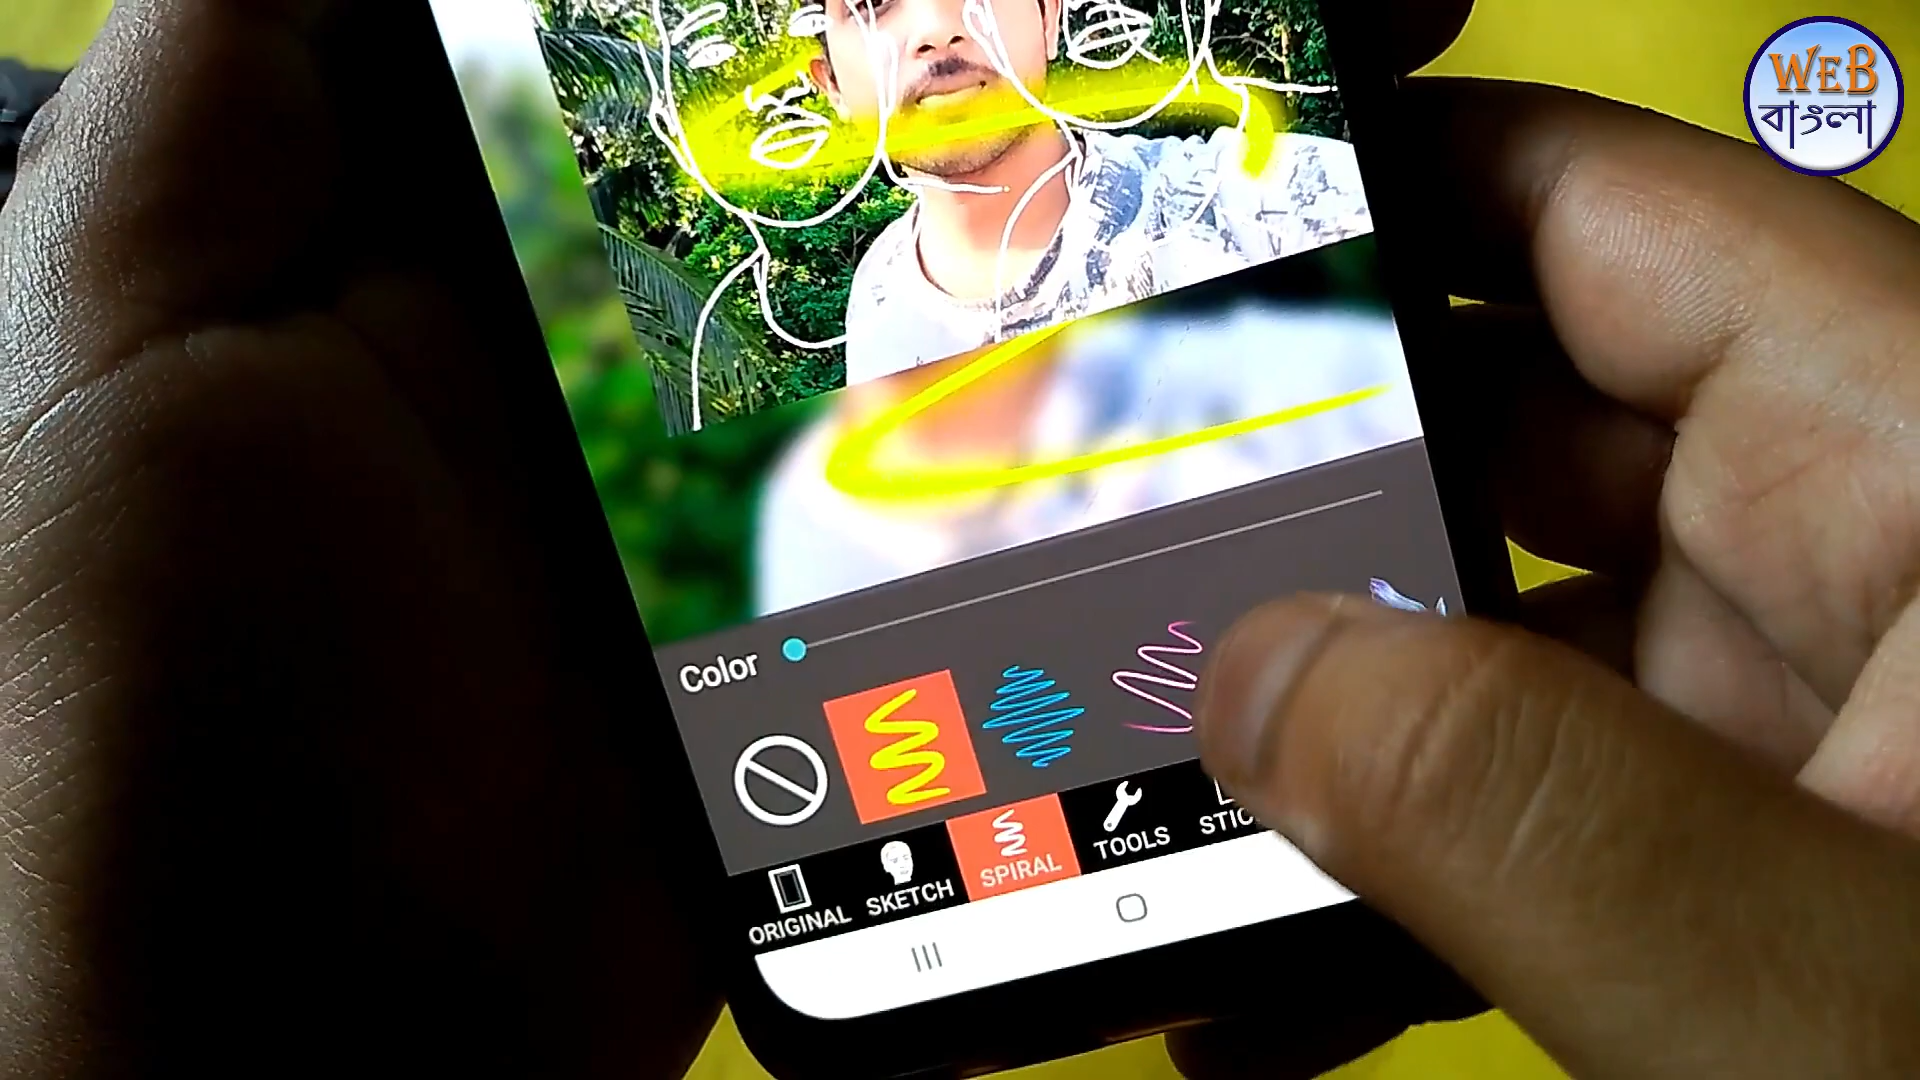 WEB
বাংলা
Color
ORIGINAL
SKETCH
SPIRAL
TOOLS